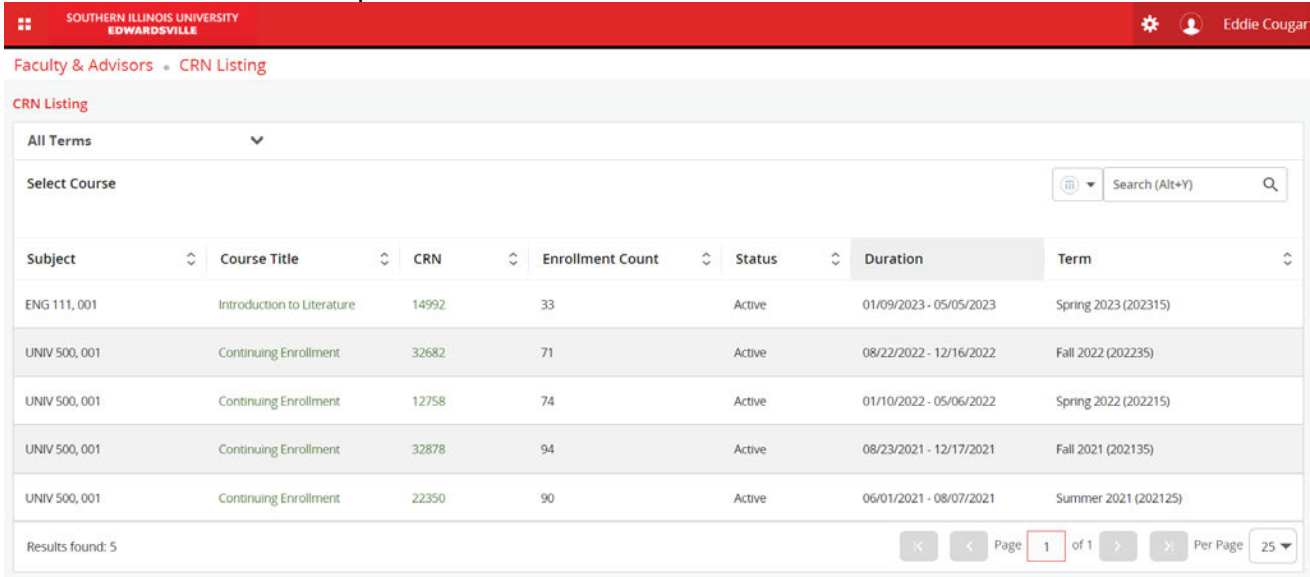 SOUTHERN ILLINOIS UNIVERSITY
EDWARDSVILLE
Eddie Cougar
Faculty & Advisors • CRN Listing
CRN Listing
All Terms
Select Course
Search (Alt+Y)
Subject Course Title CRN Enrollment Count Status Duration Term
ENG 111, 001 Introduction to Literature 14992 33 Active 01/09/2023 - 05/05/2023 Spring 2023 (202315)
UNIV 500, 001 Continuing Enrollment 32682 71 Active 08/22/2022 - 12/16/2022 Fall 2022 (202235)
UNIV 500, 001 Continuing Enrollment 12758 74 Active 01/10/2022 - 05/06/2022 Spring 2022 (202215)
UNIV 500, 001 Continuing Enrollment 32878 94 Active 08/23/2021 - 12/17/2021 Fall 2021 (202135)
UNIV 500, 001 Continuing Enrollment 22350 90 Active 06/01/2021 - 08/07/2021 Summer 2021 (202125)
Results found: 5 Page 1 of 1 Per Page 25